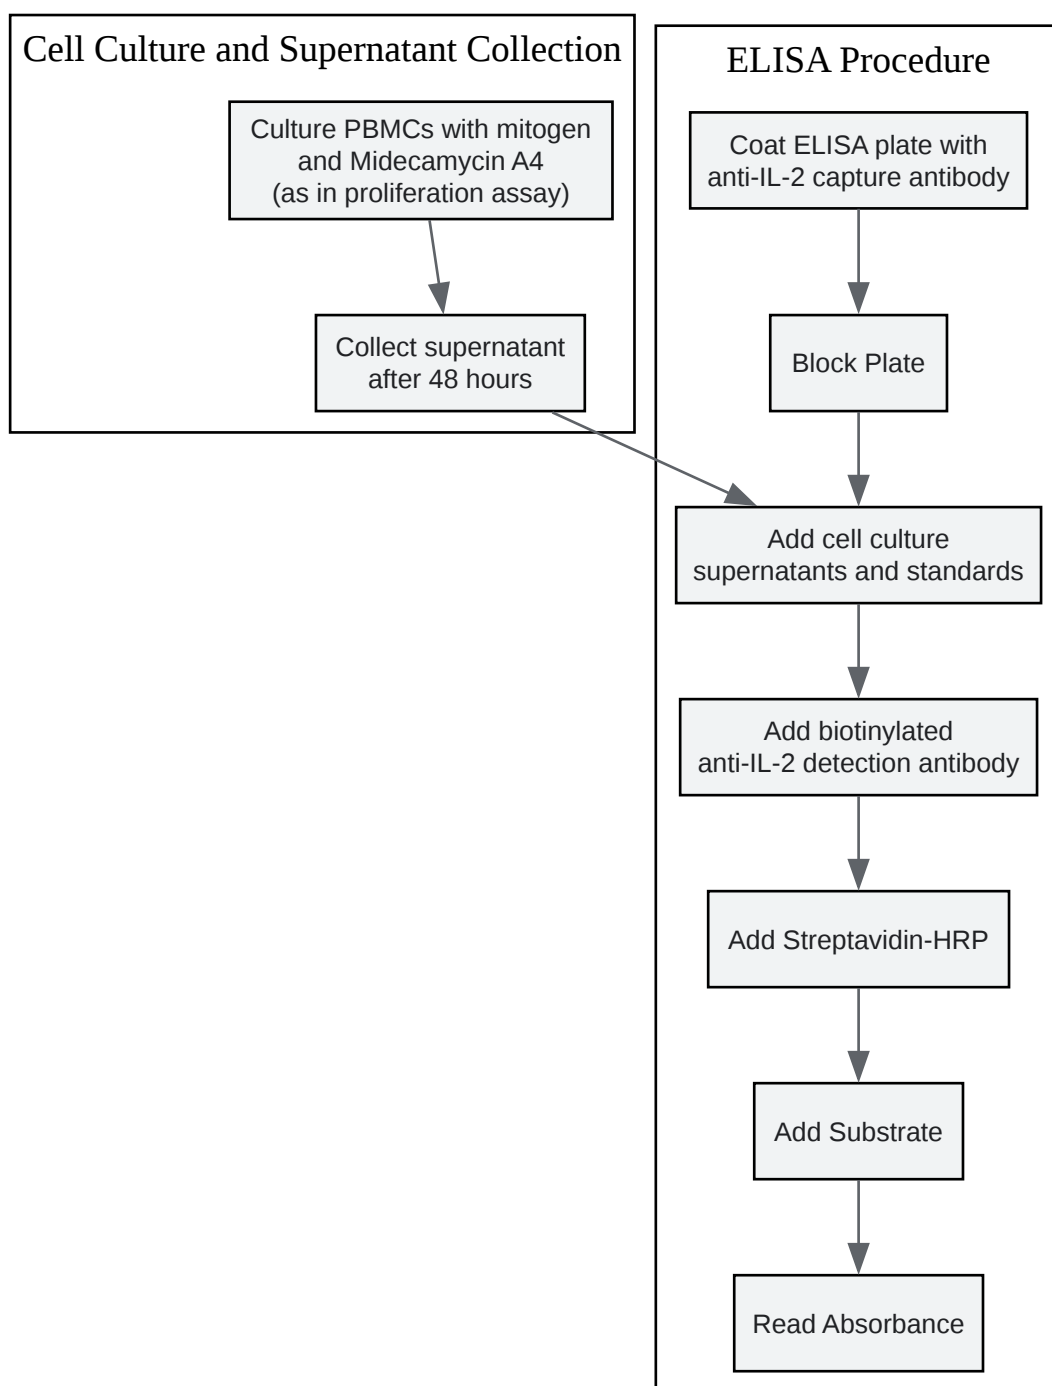 Cell Culture and Supernatant Collection
Culture PBMCs with mitogen
and Midecamycin A4
(as in proliferation assay)
Collect supernatant
after 48 hours
ELISA Procedure
Coat ELISA plate with
anti-IL-2 capture antibody
Block Plate
Add cell culture
supernatants and standards
Add biotinylated
anti-IL-2 detection antibody
Add Streptavidin-HRP
Add Substrate
Read Absorbance